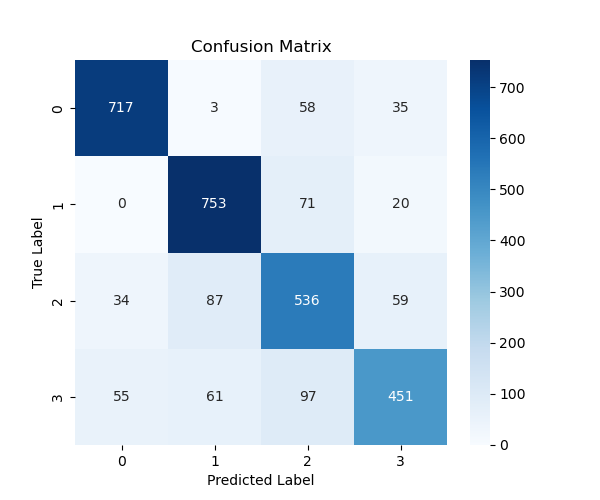 Confusion Matrix
0 717 3 58 35
1 0 753 71 20
2 34 87 536 59
3 55 61 97 451
0 1 2 3
True Label
Predicted Label
700
600
500
400
300
200
100
0